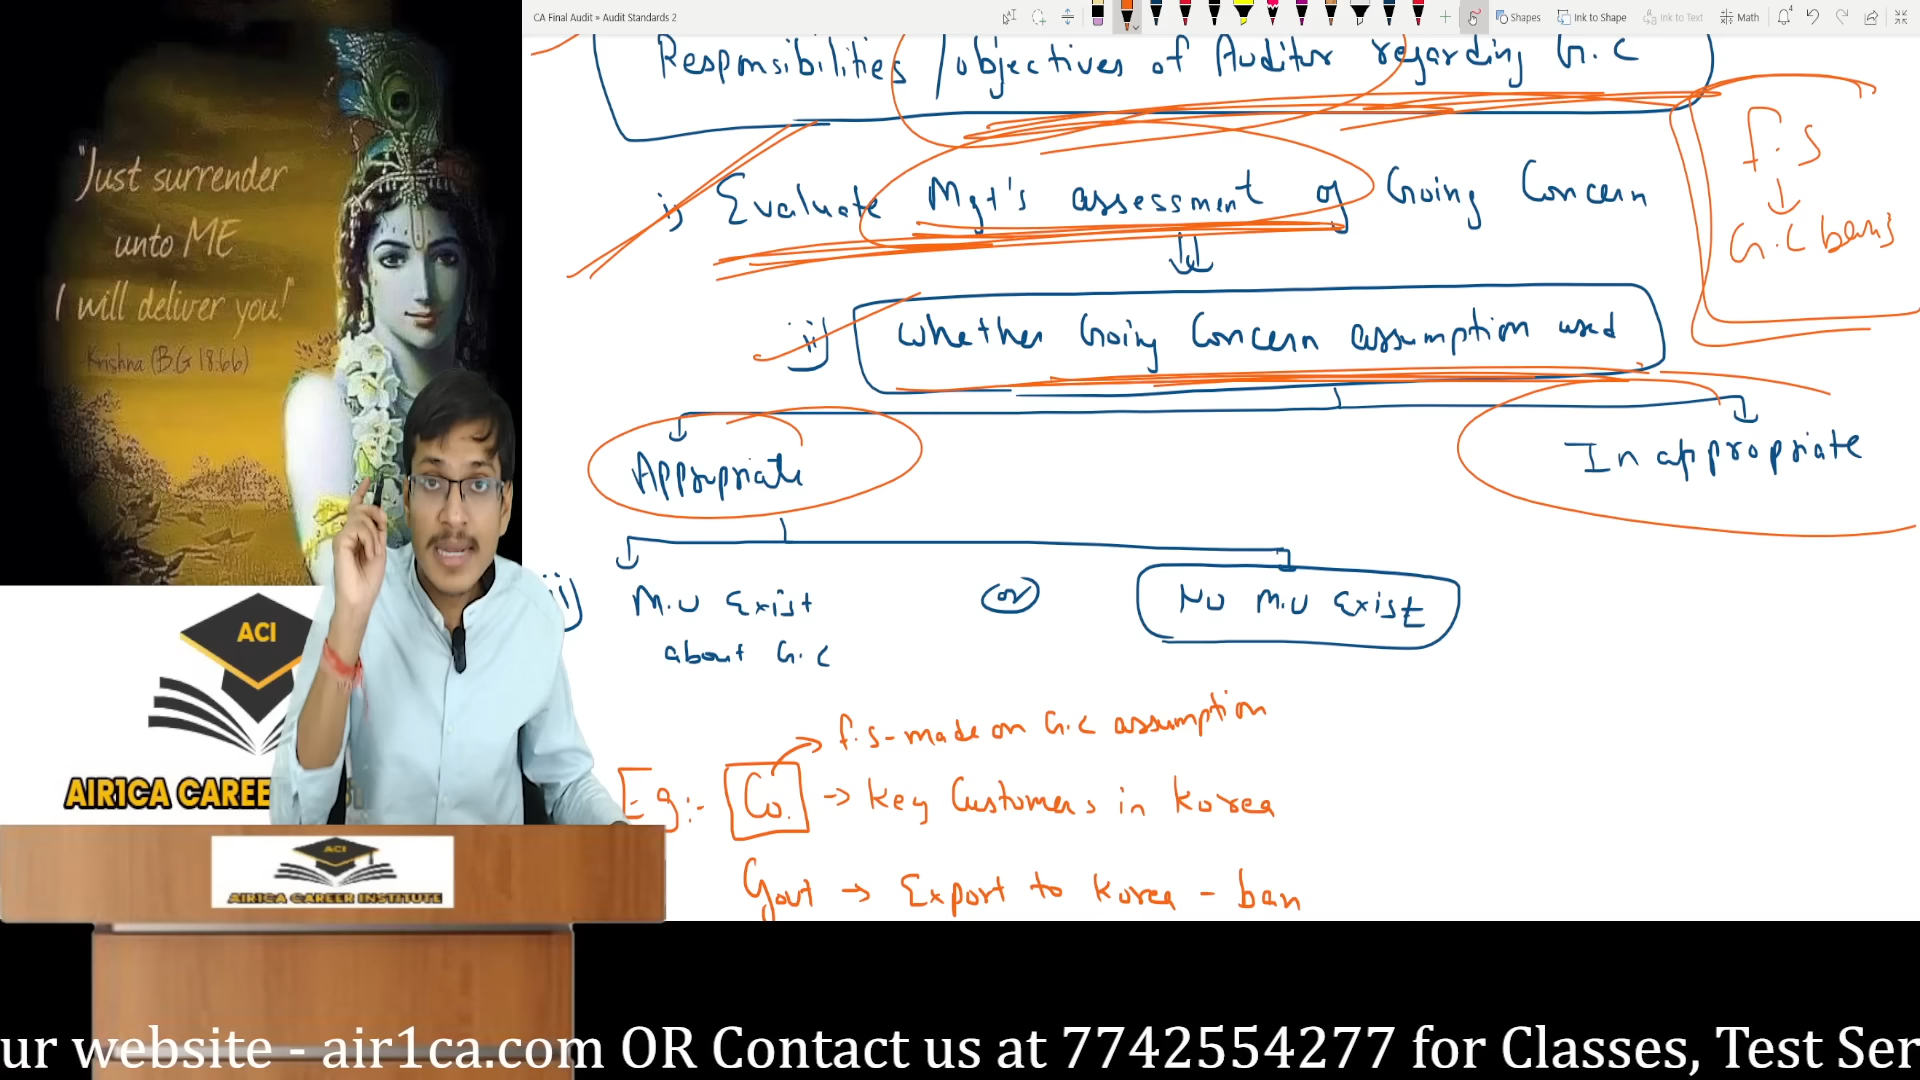 CA Final Audit » Audit Standards 2
Shapes
Ink to Shape
Ink to Text
Math
Responsibilities / objectives of Auditor regarding G.C
f.s
G.C basis
"Just surrender
unto ME
I will deliver you!"
Krishna (B.G 18:66)
i) Evaluate Mgt's assessment of Going Concern
ii) Whether Going Concern assumption used
Appropriate
In appropriate
M.U Exist
about G.C
or
No M.U Exist
f.s - made on G.C assumption
Eg:- Co. → Key Customers in Korea
Govt → Export to Korea - ban
ACI
AIR1CA CAREE
ACI
AIR1CA CAREER INSTITUTE
ur website - air1ca.com OR Contact us at 7742554277 for Classes, Test Ser